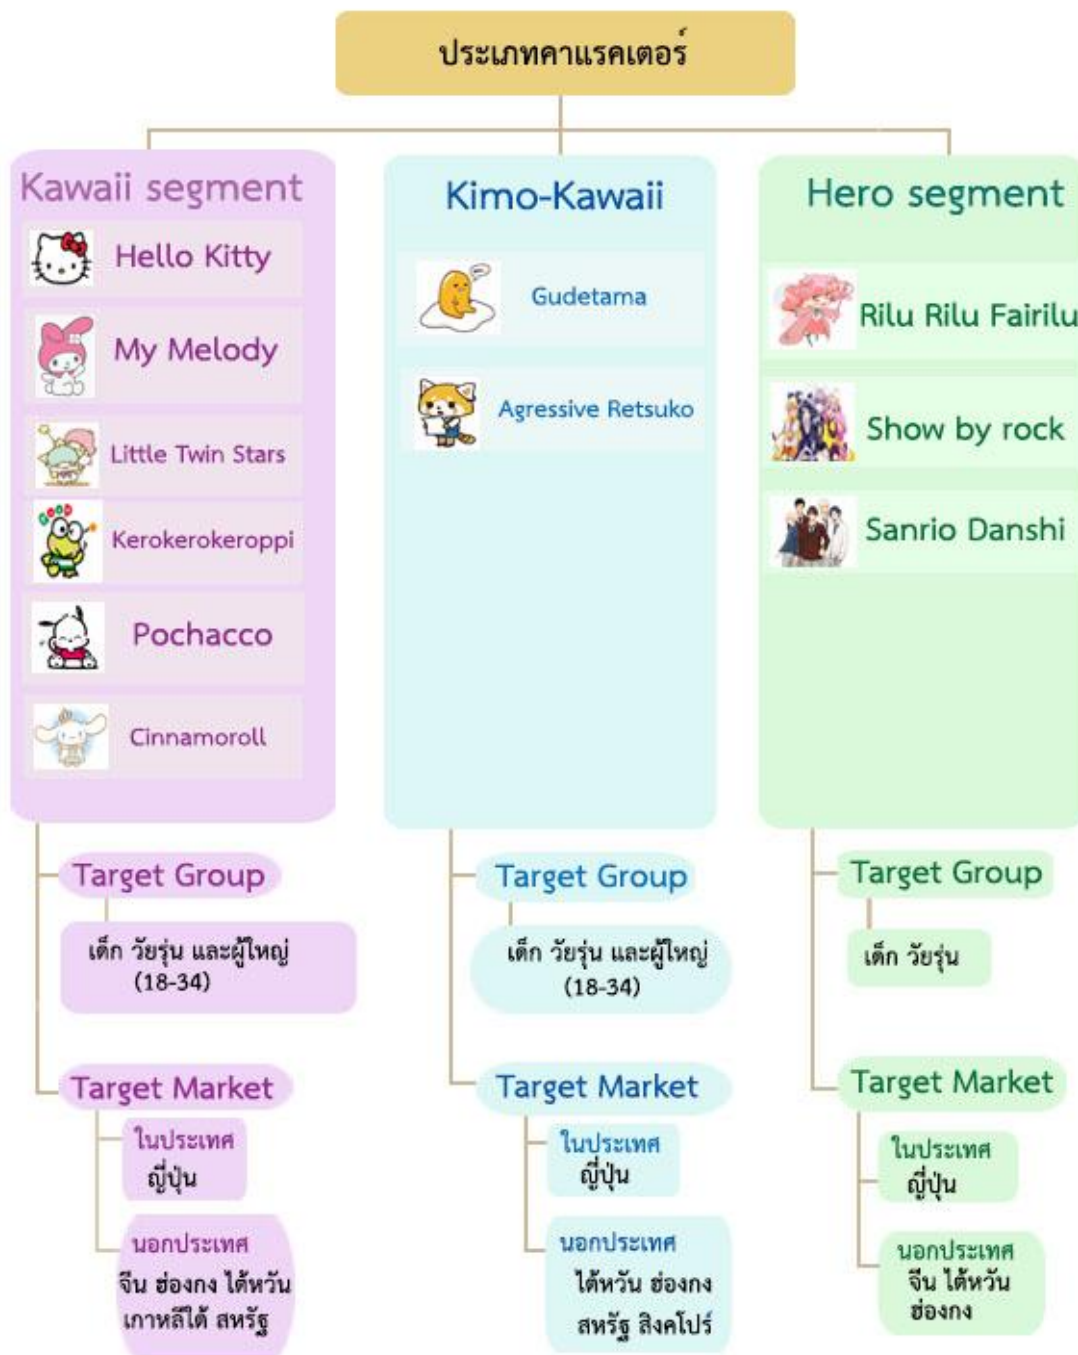 ประเภทคาแรคเตอร์
Kawaii segment
Hello Kitty
My Melody
Little Twin Stars
Kerokerokeroppi
Pochacco
Cinnamoroll
Target Group
เด็ก วัยรุ่น และผู้ใหญ่
(18-34)
Target Market
ในประเทศ
ญี่ปุ่น
นอกประเทศ
จีน ฮ่องกง ไต้หวัน
เกาหลีใต้ สหรัฐ
Kimo-Kawaii
Gudetama
Agressive Retsuko
Target Group
เด็ก วัยรุ่น และผู้ใหญ่
(18-34)
Target Market
ในประเทศ
ญี่ปุ่น
นอกประเทศ
ไต้หวัน ฮ่องกง
สหรัฐ สิงคโปร์
Hero segment
Rilu Rilu Fairilu
Show by rock
Sanrio Danshi
Target Group
เด็ก วัยรุ่น
Target Market
ในประเทศ
ญี่ปุ่น
นอกประเทศ
จีน ไต้หวัน
ฮ่องกง